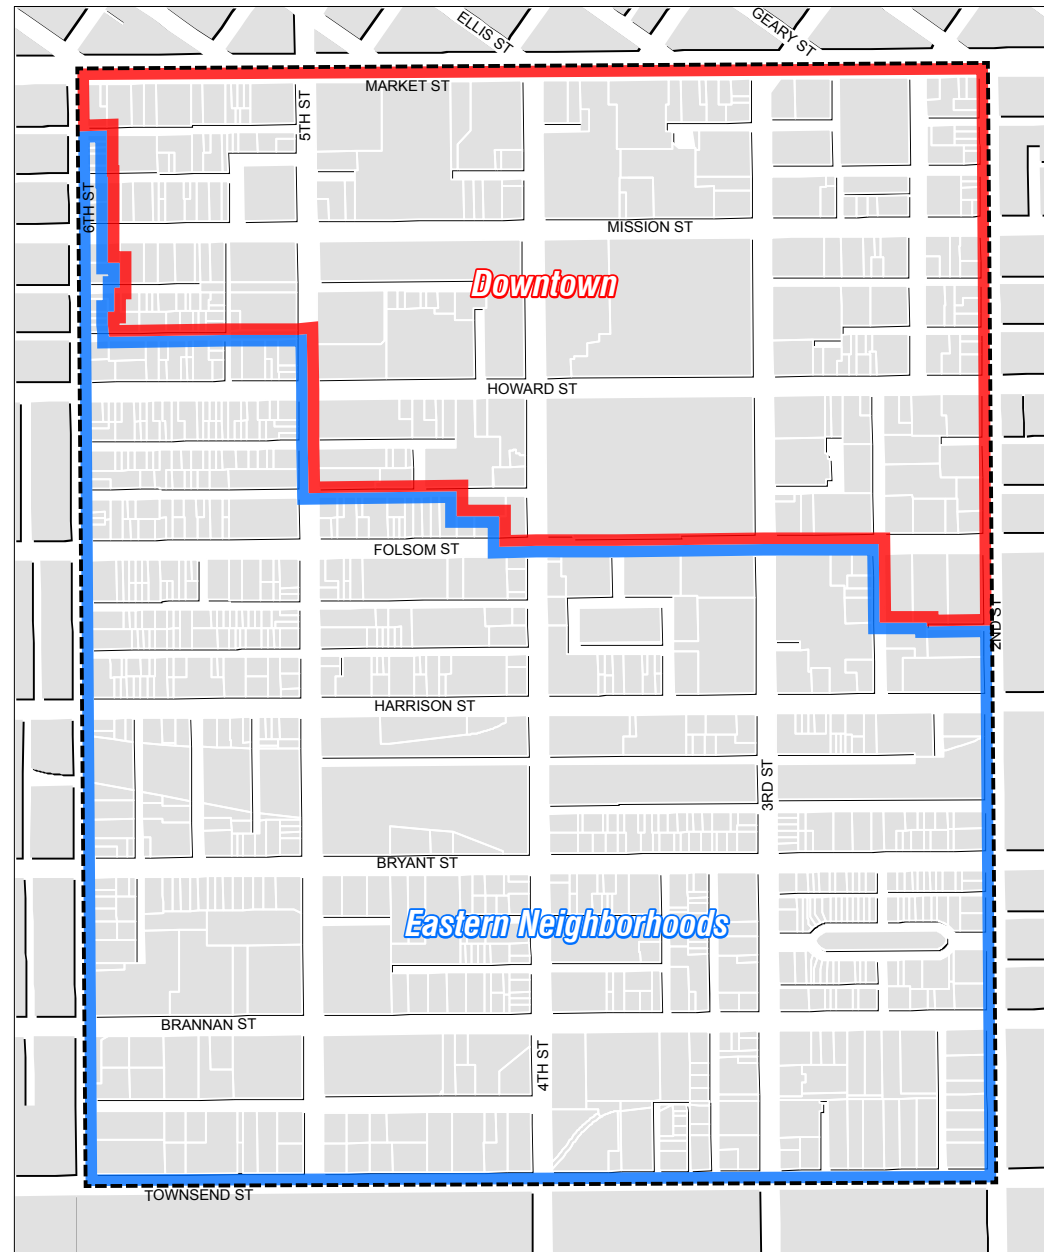 ELLIS ST
GEARY ST
MARKET ST
5TH ST
6TH ST
MISSION ST
Downtown
HOWARD ST
FOLSOM ST
2ND ST
HARRISON ST
3RD ST
BRYANT ST
Eastern Neighborhoods
BRANNAN ST
4TH ST
TOWNSEND ST